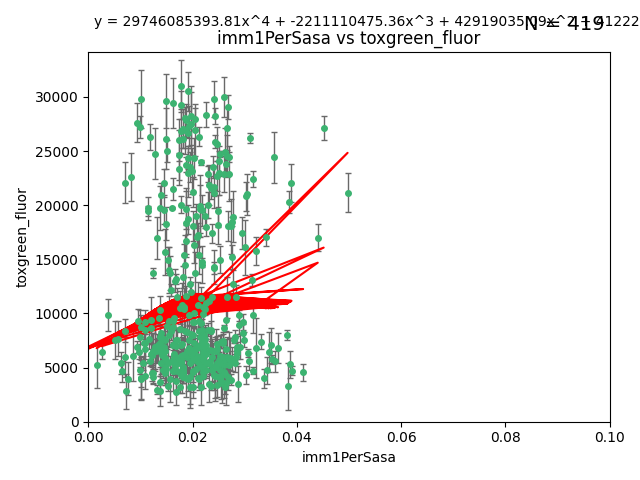 y = 29746085393.81x^4 + -2211110475.36x^3 +
N = 419
imm1PerSasa vs toxgreen_fluor
30000
25000
20000
15000
10000
5000
0
toxgreen_fluor
0.00 0.02 0.04 0.06 0.08 0.10
imm1PerSasa